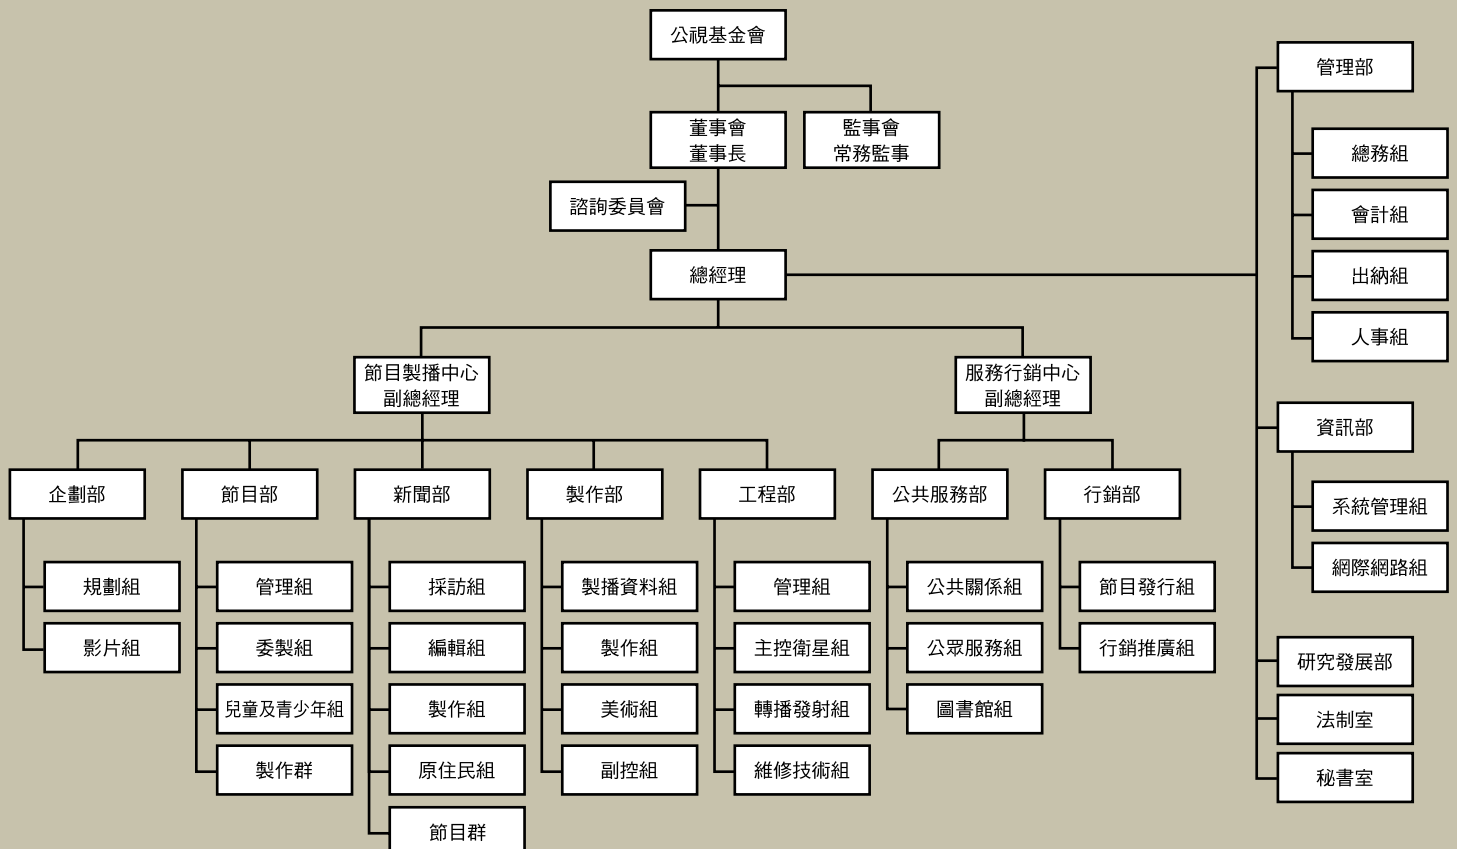 公視基金會
董事會
董事長
監事會
常務監事
諮詢委員會
總經理
節目製播中心
副總經理
服務行銷中心
副總經理
企劃部
規劃組
影片組
節目部
管理組
委製組
兒童及青少年組
製作群
新聞部
採訪組
編輯組
製作組
原住民組
節目群
製作部
製播資料組
製作組
美術組
副控組
工程部
管理組
主控衛星組
轉播發射組
維修技術組
公共服務部
公共關係組
公眾服務組
圖書館組
行銷部
節目發行組
行銷推廣組
管理部
總務組
會計組
出納組
人事組
資訊部
系統管理組
網際網路組
研究發展部
法制室
秘書室